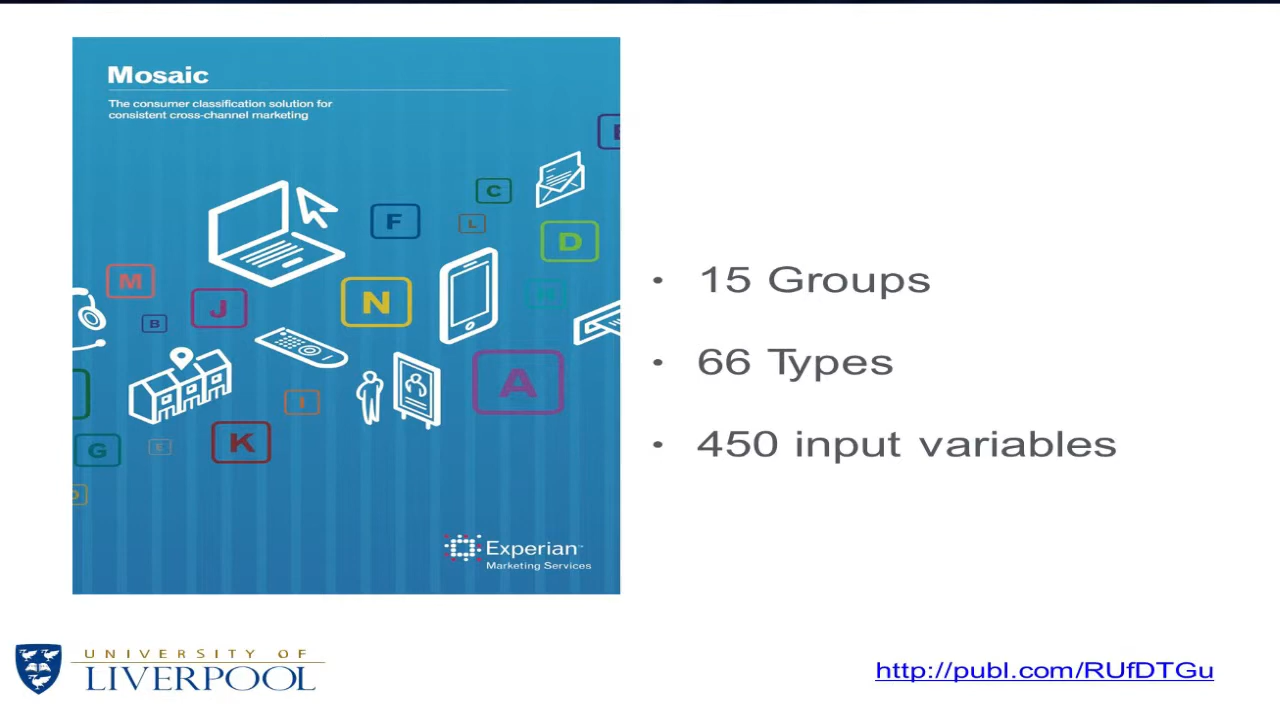 Mosaic
The consumer classification solution for
consistent cross-channel marketing
E
C
F
L
D
M
H
J
N
B
A
I
K
G
E
O
Experian™
Marketing Services
• 15 Groups
• 66 Types
• 450 input variables
UNIVERSITY OF
LIVERPOOL
http://publ.com/RUfDTGu